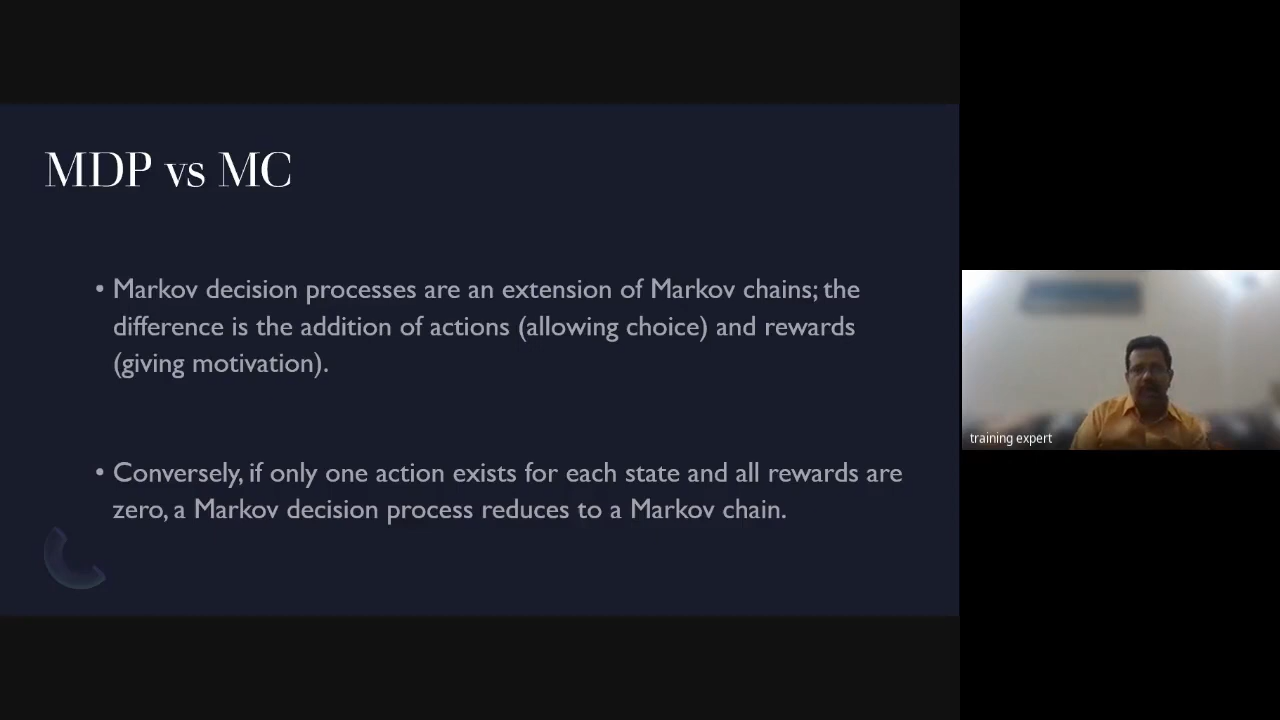 MDP vs MC
• Markov decision processes are an extension of Markov chains; the
difference is the addition of actions (allowing choice) and rewards
(giving motivation).
• Conversely, if only one action exists for each state and all rewards are
zero, a Markov decision process reduces to a Markov chain.
training expert